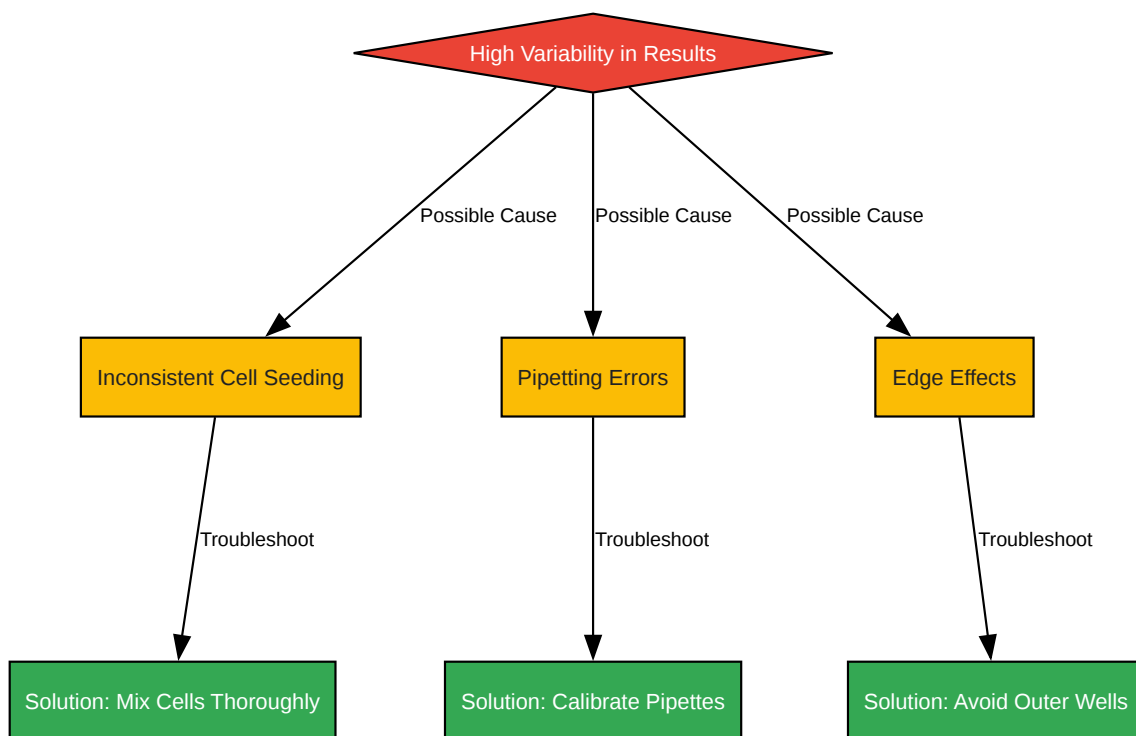 High Variability in Results
Possible Cause
Possible Cause
Possible Cause
Inconsistent Cell Seeding
Pipetting Errors
Edge Effects
Troubleshoot
Troubleshoot
Troubleshoot
Solution: Mix Cells Thoroughly
Solution: Calibrate Pipettes
Solution: Avoid Outer Wells